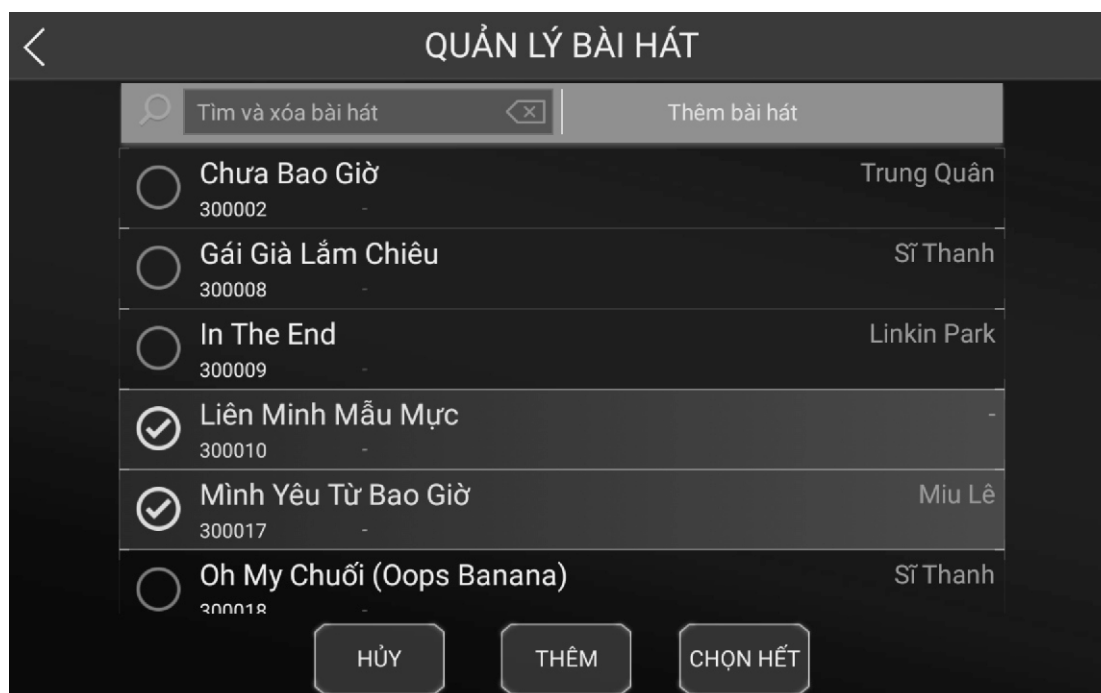 QUẢN LÝ BÀI HÁT
Tìm và xóa bài hát Thêm bài hát
Chưa Bao Giờ Trung Quân
300002 -
Gái Già Lắm Chiêu Sĩ Thanh
300008 -
In The End Linkin Park
300009 -
Liên Minh Mẫu Mực -
300010 -
Mình Yêu Từ Bao Giờ Miu Lê
300017 -
Oh My Chuối (Oops Banana) Sĩ Thanh
300018 -
HỦY THÊM CHỌN HẾT